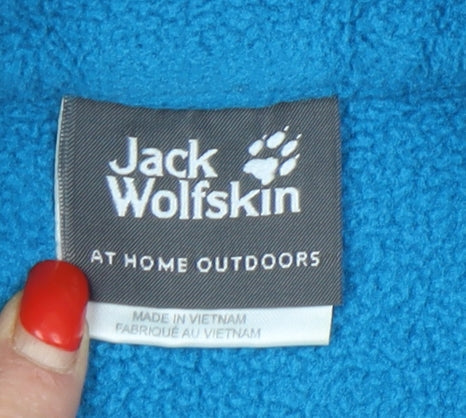 Jack
Wolfskin
AT HOME OUTDOORS
MADE IN VIETNAM
FABRIQUÉ AU VIETNAM